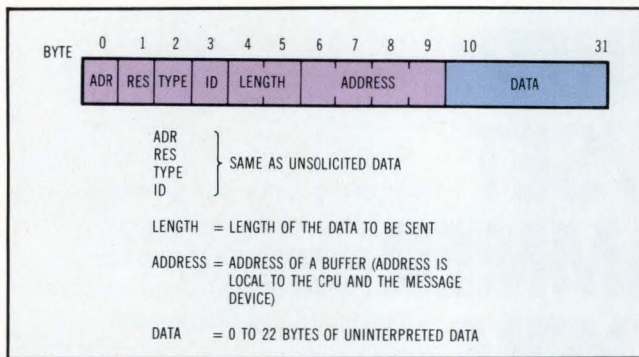 BYTE 0 1 2 3 4 5 6 7 8 9 10 31
ADR RES TYPE ID LENGTH ADDRESS DATA
ADR
RES
TYPE
ID
SAME AS UNSOLICITED DATA
LENGTH = LENGTH OF THE DATA TO BE SENT
ADDRESS = ADDRESS OF A BUFFER (ADDRESS IS
LOCAL TO THE CPU AND THE MESSAGE
DEVICE)
DATA = 0 TO 22 BYTES OF UNINTERPRETED DATA